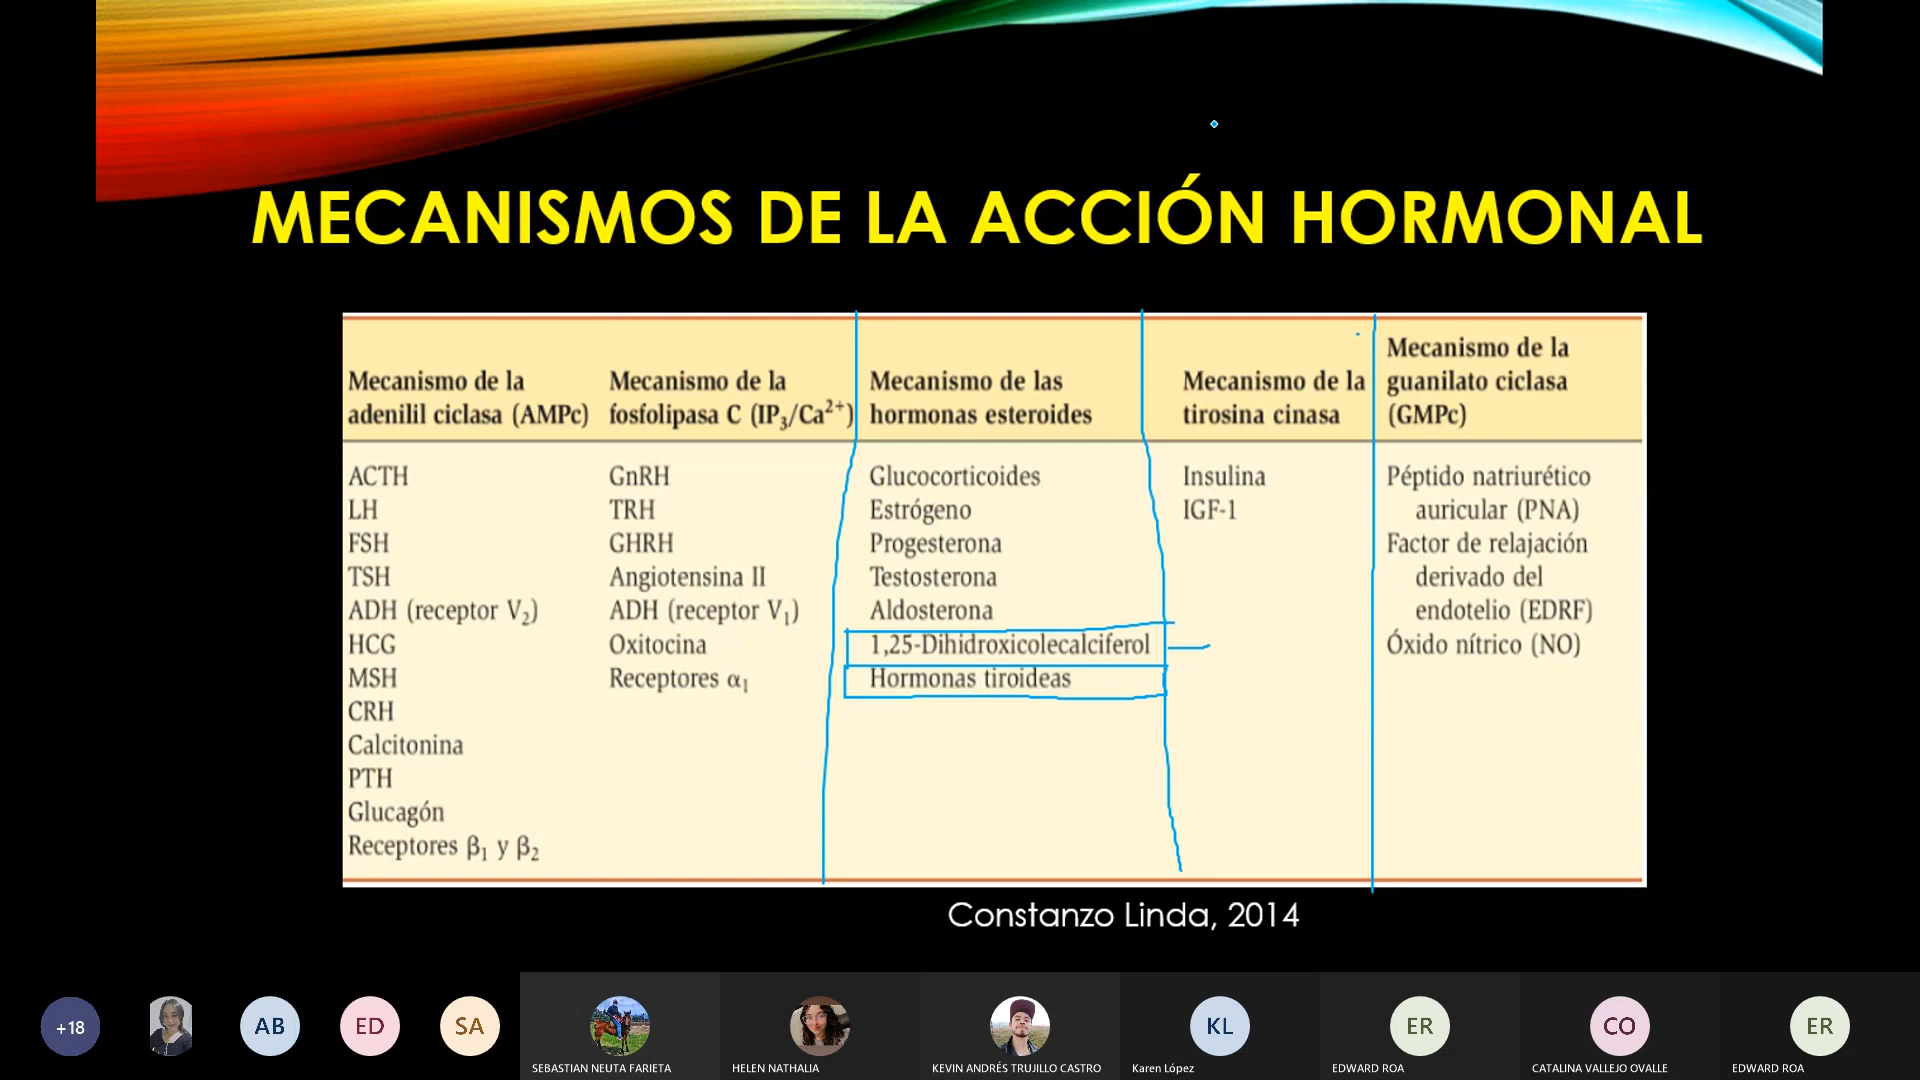 MECANISMOS DE LA ACCIÓN HORMONAL
Mecanismo de la
adenilil ciclasa (AMPc)
ACTH
LH
FSH
TSH
ADH (receptor V₂)
HCG
MSH
CRH
Calcitonina
PTH
Glucagón
Receptores β₁ y β₂
Mecanismo de la
fosfolipasa C (IP₃/Ca²⁺)
GnRH
TRH
GHRH
Angiotensina II
ADH (receptor V₁)
Oxitocina
Receptores α₁
Mecanismo de las
hormonas esteroides
Glucocorticoides
Estrógeno
Progesterona
Testosterona
Aldosterona
1,25-Dihidroxicolecalciferol
Hormonas tiroideas
Mecanismo de la
tirosina cinasa
Insulina
IGF-1
Mecanismo de la
guanilato ciclasa
(GMPc)
Péptido natriurético
auricular (PNA)
Factor de relajación
derivado del
endotelio (EDRF)
Óxido nítrico (NO)
Constanzo Linda, 2014
+18
AB
ED
SA
KL
ER
CO
ER
SEBASTIAN NEUTA FARIETA
HELEN NATHALIA
KEVIN ANDRÉS TRUJILLO CASTRO
Karen López
EDWARD ROA
CATALINA VALLEJO OVALLE
EDWARD ROA